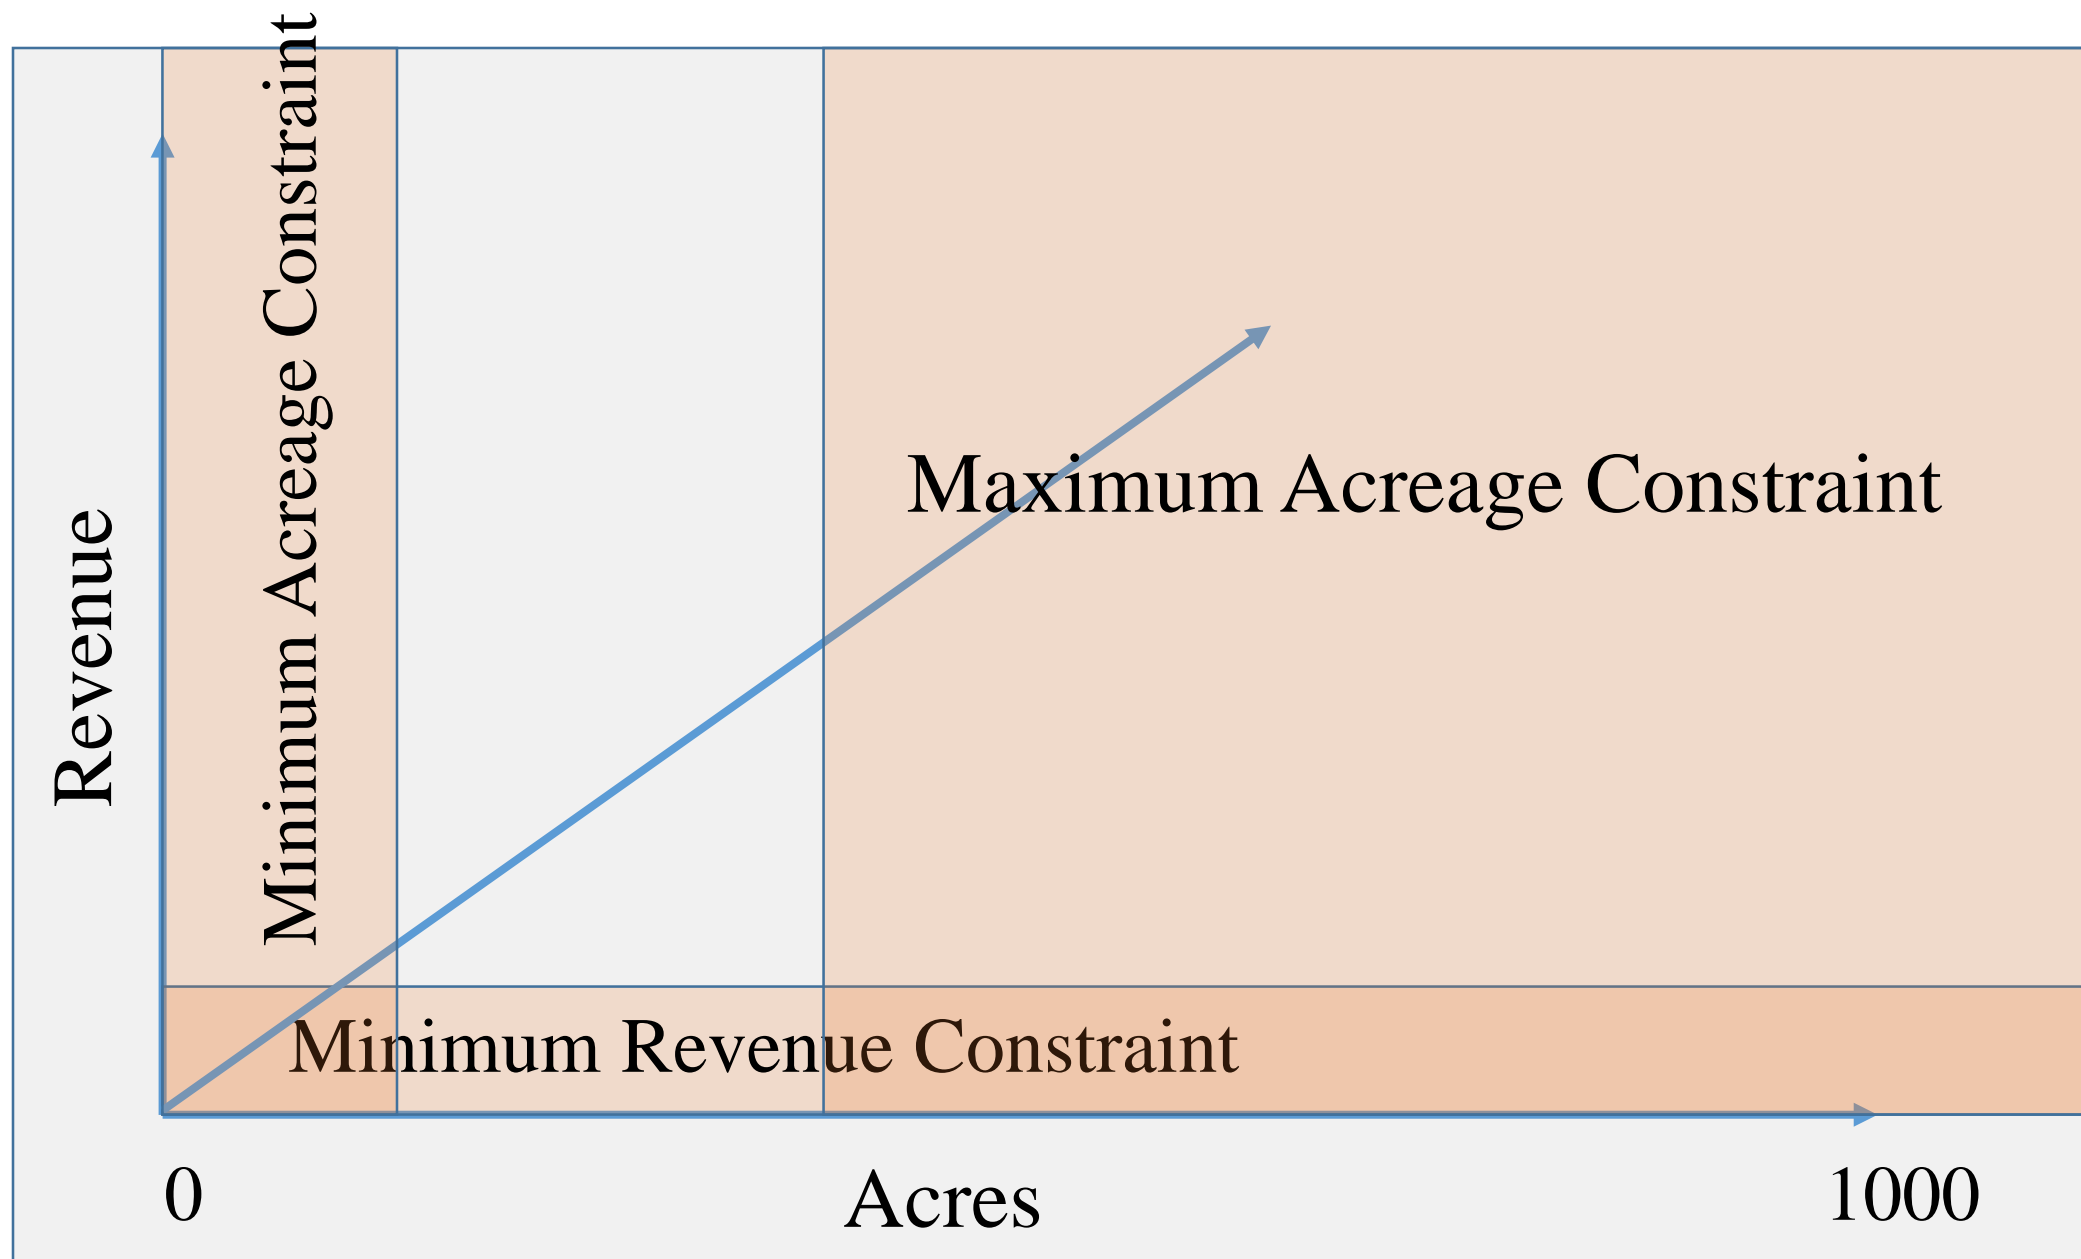 Minimum Acreage Constraint
Revenue
Maximum Acreage Constraint
Minimum Revenue Constraint
0
Acres
1000